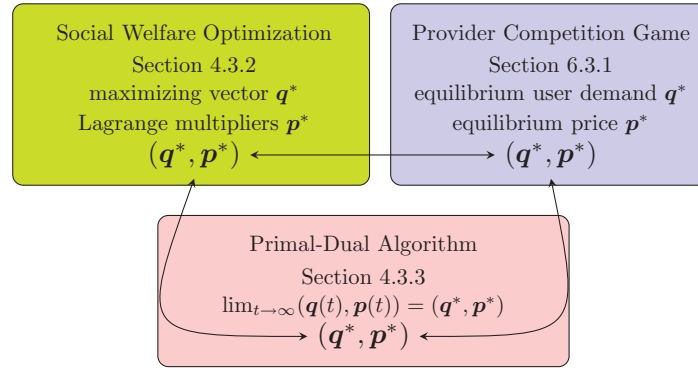 Social Welfare Optimization
Section 4.3.2
maximizing vector q*
Lagrange multipliers p*
(q*, p*)
Provider Competition Game
Section 6.3.1
equilibrium user demand q*
equilibrium price p*
(q*, p*)
Primal-Dual Algorithm
Section 4.3.3
lim_{t→∞}(q(t), p(t)) = (q*, p*)
(q*, p*)